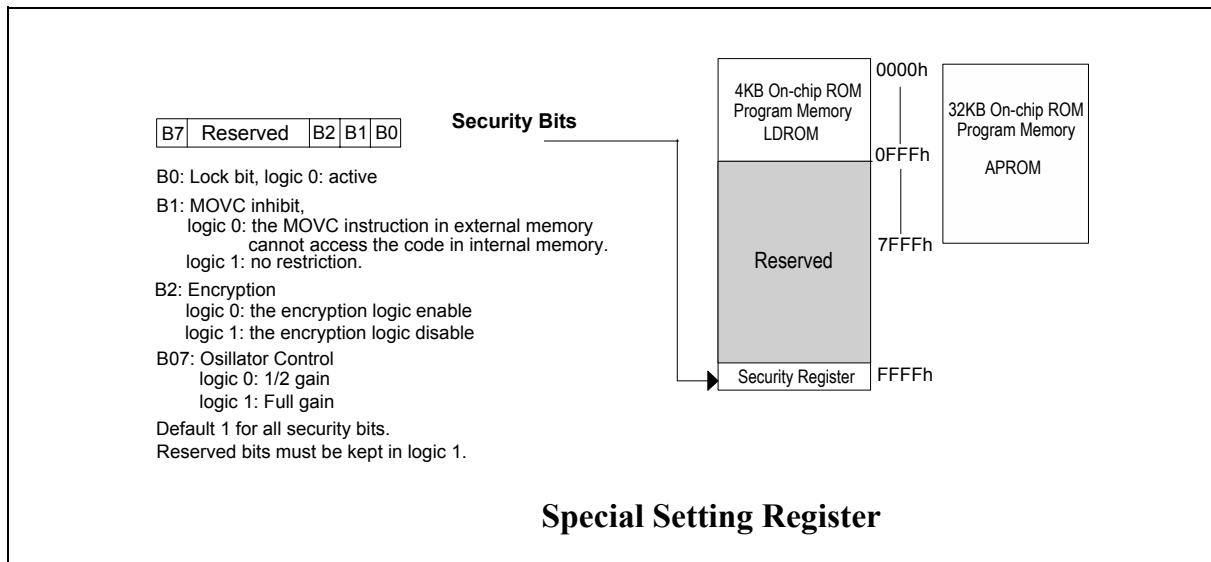 B7 Reserved B2 B1 B0
Security Bits
B0: Lock bit, logic 0: active
B1: MOVC inhibit,
logic 0: the MOVC instruction in external memory
cannot access the code in internal memory.
logic 1: no restriction.
B2: Encryption
logic 0: the encryption logic enable
logic 1: the encryption logic disable
B07: Osillator Control
logic 0: 1/2 gain
logic 1: Full gain
Default 1 for all security bits.
Reserved bits must be kept in logic 1.
4KB On-chip ROM
Program Memory
LDROM
Reserved
Security Register
0000h
0FFFh
7FFFh
FFFFh
32KB On-chip ROM
Program Memory
APROM
Special Setting Register